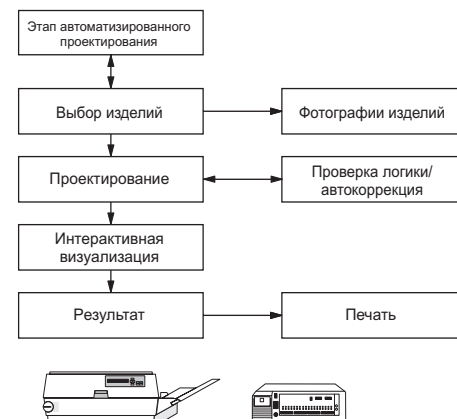 Этап автоматизированного
проектирования
Выбор изделий
Фотографии изделий
Проектирование
Проверка логики/
автокоррекция
Интерактивная
визуализация
Результат
Печать